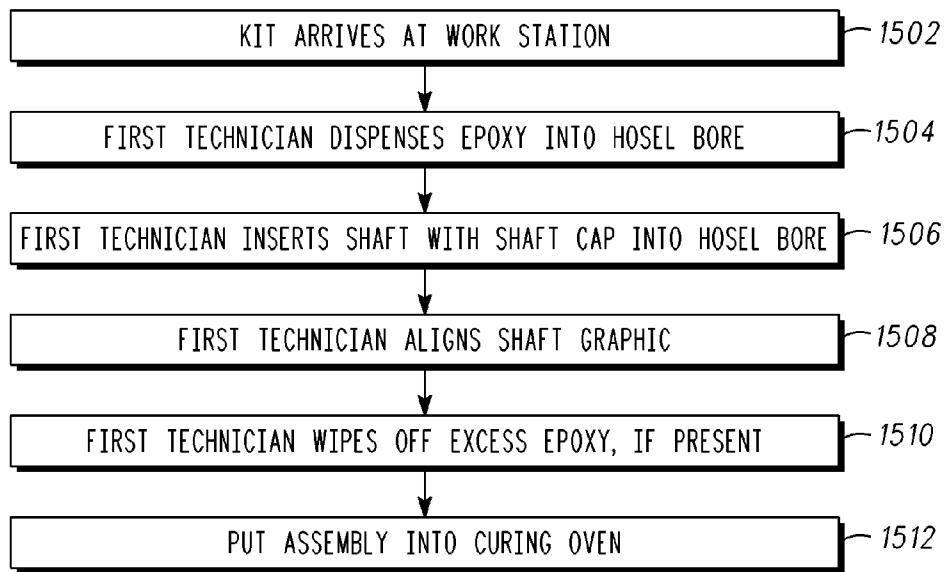 KIT ARRIVES AT WORK STATION 1502
FIRST TECHNICIAN DISPENSES EPOXY INTO HOSEL BORE 1504
FIRST TECHNICIAN INSERTS SHAFT WITH SHAFT CAP INTO HOSEL BORE 1506
FIRST TECHNICIAN ALIGNS SHAFT GRAPHIC 1508
FIRST TECHNICIAN WIPES OFF EXCESS EPOXY, IF PRESENT 1510
PUT ASSEMBLY INTO CURING OVEN 1512